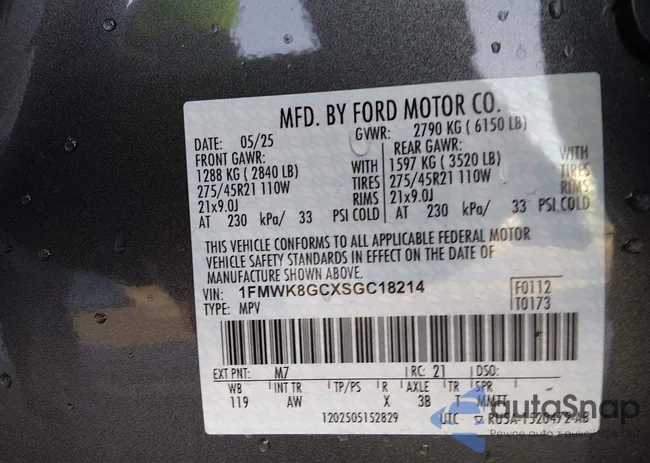 MFD. BY FORD MOTOR CO.
DATE: 05/25 GVWR: 2790 KG ( 6150 LB)
FRONT GAWR: REAR GAWR:
1288 KG ( 2840 LB) WITH 1597 KG ( 3520 LB) WITH
275/45R21 110W TIRES 275/45R21 110W TIRES
21x9.0J RIMS 21x9.0J RIMS
AT 230 kPa/ 33 PSI COLD AT 230 kPa/ 33 PSI COLD
THIS VEHICLE CONFORMS TO ALL APPLICABLE FEDERAL MOTOR
VEHICLE SAFETY STANDARDS IN EFFECT ON THE DATE OF
MANUFACTURE SHOWN ABOVE.
VIN: 1FMWK8GCXSGC18214 F0112
TYPE: MPV T0173
EXT PNT: M7 RC: 21 DSO:
WB INT TR TP/PS R AXLE TR SPR
119 AW X 3B T MMTT
1202505152829 UTC
autoSnap
Pewne auta z aukcji